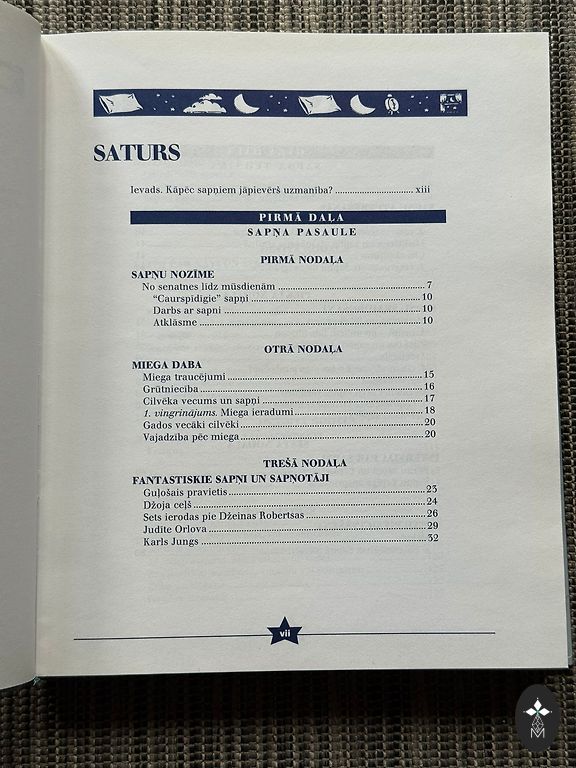 SATURS
Ievads. Kāpēc sapņiem jāpievērš uzmanība? ........................ xiii
PIRMĀ DAĻA
SAPŅA PASAULE
PIRMĀ NODAĻA
SAPŅU NOZĪME
No senatnes līdz mūsdienām ........................ 7
“Caurspīdīgie” sapņi ........................ 10
Darbs ar sapni ........................ 10
Atklāsme ........................ 10
OTRĀ NODAĻA
MIEGA DABA
Miega traucējumi ........................ 15
Grūtniecība ........................ 16
Cilvēka vecums un sapņi ........................ 17
1. vingrinājums. Miega ieradumi ........................ 18
Gados vecāki cilvēki ........................ 20
Vajadzība pēc miega ........................ 20
TREŠĀ NODAĻA
FANTASTISKIE SAPŅI UN SAPŅOTĀJI
Guļošais pravietis ........................ 23
Džoja ceļš ........................ 24
Sets ierodas pie Džeinas Robertsas ........................ 26
Judīte Orlova ........................ 29
Karls Jungs ........................ 32
vii